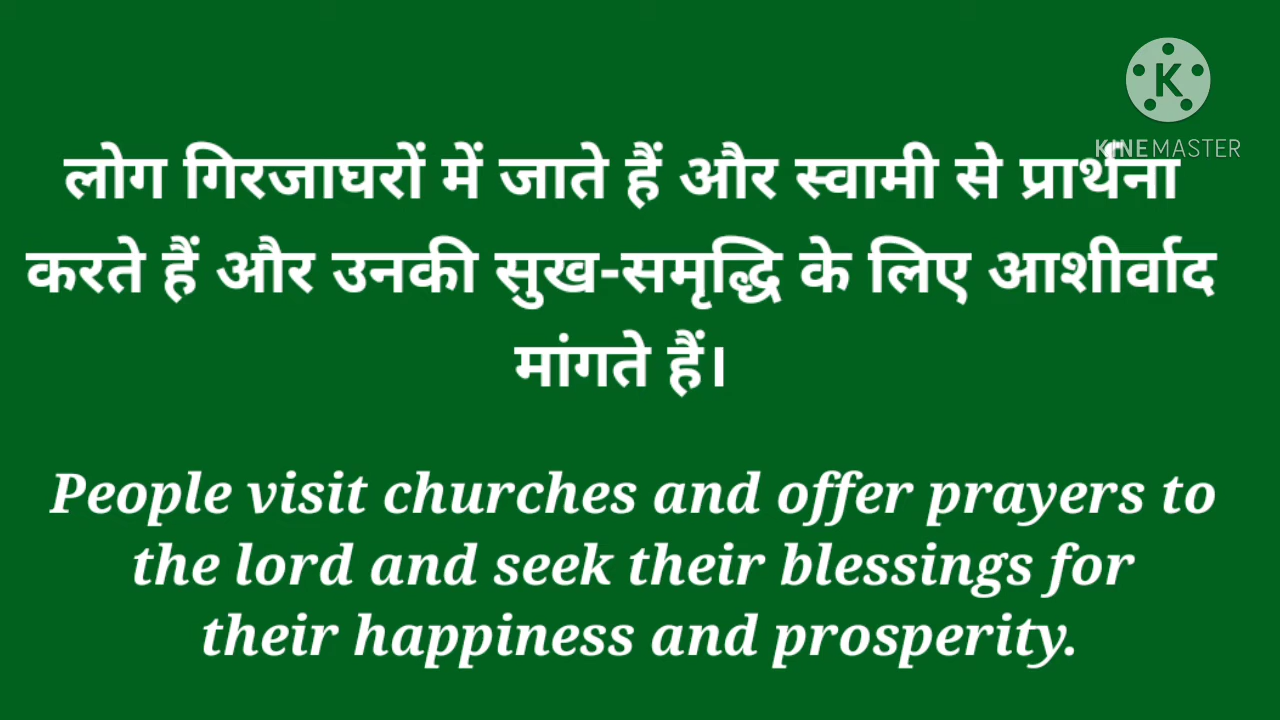 KINEMASTER
लोग गिरजाघरों में जाते हैं और स्वामी से प्रार्थना
करते हैं और उनकी सुख-समृद्धि के लिए आशीर्वाद
मांगते हैं।
People visit churches and offer prayers to
the lord and seek their blessings for
their happiness and prosperity.